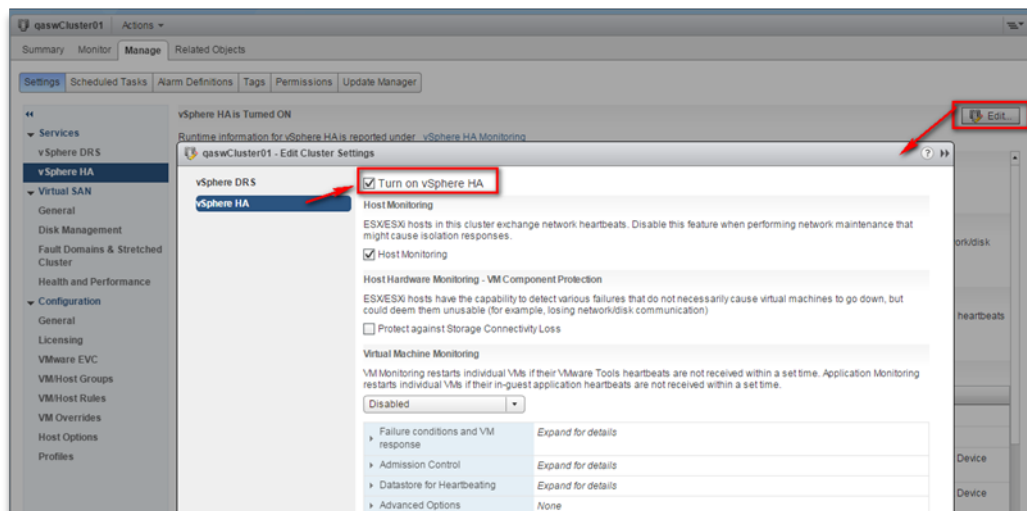 qaswCluster01 Actions
Summary Monitor Manage Related Objects
Settings Scheduled Tasks Alarm Definitions Tags Permissions Update Manager
vSphere HA is Turned ON
Edit...
Runtime information for vSphere HA is reported under vSphere HA Monitoring
Services
vSphere DRS
vSphere HA
Virtual SAN
General
Disk Management
Fault Domains & Stretched
Cluster
Health and Performance
Configuration
General
Licensing
VMware EVC
VM/Host Groups
VM/Host Rules
VM Overrides
Host Options
Profiles
qaswCluster01 - Edit Cluster Settings
vSphere DRS
vSphere HA
Turn on vSphere HA
Host Monitoring
ESX/ESXi hosts in this cluster exchange network heartbeats. Disable this feature when performing network maintenance that
might cause isolation responses.
Host Monitoring
Host Hardware Monitoring - VM Component Protection
ESX/ESXi hosts have the capability to detect various failures that do not necessarily cause virtual machines to go down, but
could deem them unusable (for example, losing network/disk communication)
Protect against Storage Connectivity Loss
Virtual Machine Monitoring
VM Monitoring restarts individual VMs if their VMware Tools heartbeats are not received within a set time. Application Monitoring
restarts individual VMs if their in-guest application heartbeats are not received within a set time.
Disabled
Failure conditions and VM
response
Expand for details
Admission Control Expand for details
Datastore for Heartbeating Expand for details
Advanced Options None
ork/disk
heartbeats
Device
Device